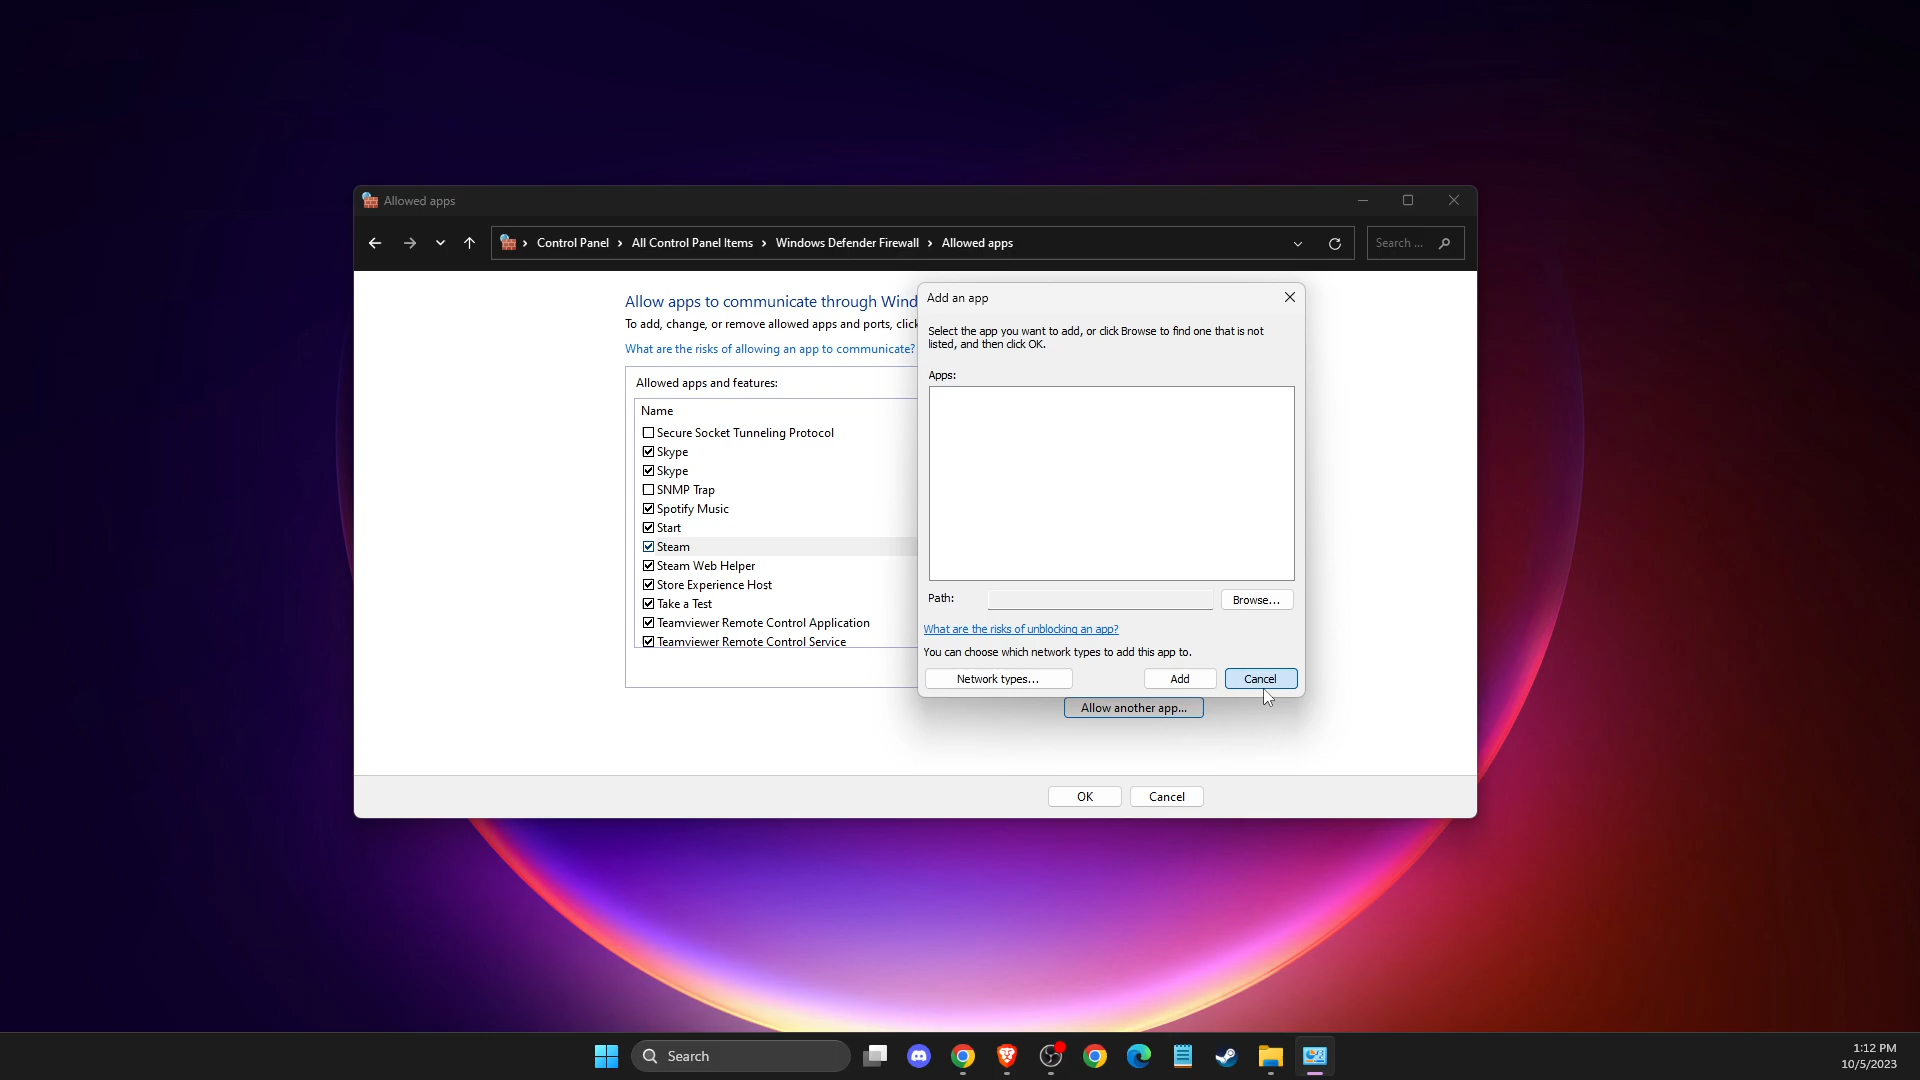 Allowed apps
Control Panel › All Control Panel Items › Windows Defender Firewall › Allowed apps
Search ...
Allow apps to communicate through Wind
To add, change, or remove allowed apps and ports, click
What are the risks of allowing an app to communicate?
Allowed apps and features:
Name
Secure Socket Tunneling Protocol
Skype
Skype
SNMP Trap
Spotify Music
Start
Steam
Steam Web Helper
Store Experience Host
Take a Test
Teamviewer Remote Control Application
Teamviewer Remote Control Service
Add an app
Select the app you want to add, or click Browse to find one that is not
listed, and then click OK.
Apps:
Path:
Browse...
What are the risks of unblocking an app?
You can choose which network types to add this app to.
Network types...
Add
Cancel
Allow another app...
OK
Cancel
Search
1:12 PM
10/5/2023